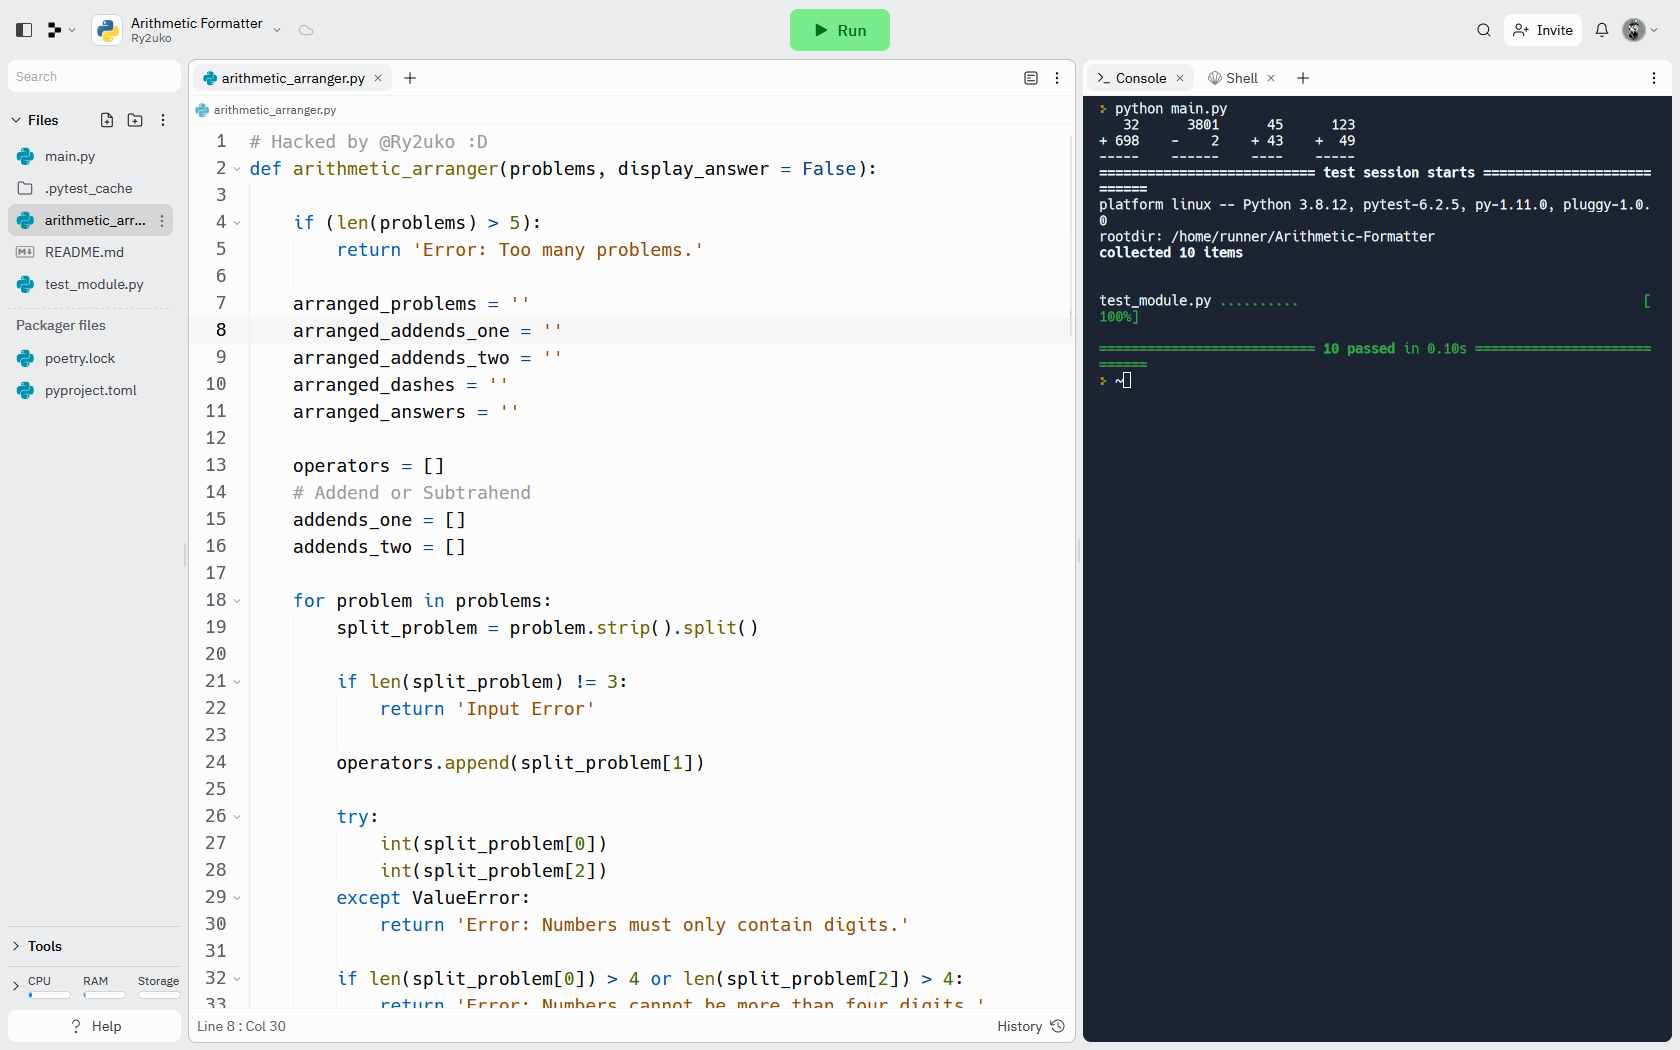 Arithmetic Formatter
Ry2uko
Run
Invite
Search
Files
main.py
.pytest_cache
arithmetic_arr...
README.md
test_module.py
Packager files
poetry.lock
pyproject.toml
Tools
CPU RAM Storage
? Help
arithmetic_arranger.py
arithmetic_arranger.py
1 # Hacked by @Ry2uko :D
2 def arithmetic_arranger(problems, display_answer = False):
3
4     if (len(problems) > 5):
5         return 'Error: Too many problems.'
6
7     arranged_problems = ''
8     arranged_addends_one = ''
9     arranged_addends_two = ''
10     arranged_dashes = ''
11     arranged_answers = ''
12
13     operators = []
14     # Addend or Subtrahend
15     addends_one = []
16     addends_two = []
17
18     for problem in problems:
19         split_problem = problem.strip().split()
20
21         if len(split_problem) != 3:
22             return 'Input Error'
23
24         operators.append(split_problem[1])
25
26         try:
27             int(split_problem[0])
28             int(split_problem[2])
29         except ValueError:
30             return 'Error: Numbers must only contain digits.'
31
32         if len(split_problem[0]) > 4 or len(split_problem[2]) > 4:
33             return 'Error: Numbers cannot be more than four digits.'
Line 8 : Col 30
History
Console
Shell
python main.py
   32      3801      45      123
+ 698    -    2    + 43    +  49
-----    ------    ----    -----
=========================== test session starts =====================
======
platform linux -- Python 3.8.12, pytest-6.2.5, py-1.11.0, pluggy-1.0.
0
rootdir: /home/runner/Arithmetic-Formatter
collected 10 items
test_module.py ..........                                           [
100%]
=========================== 10 passed in 0.10s ======================
======
~